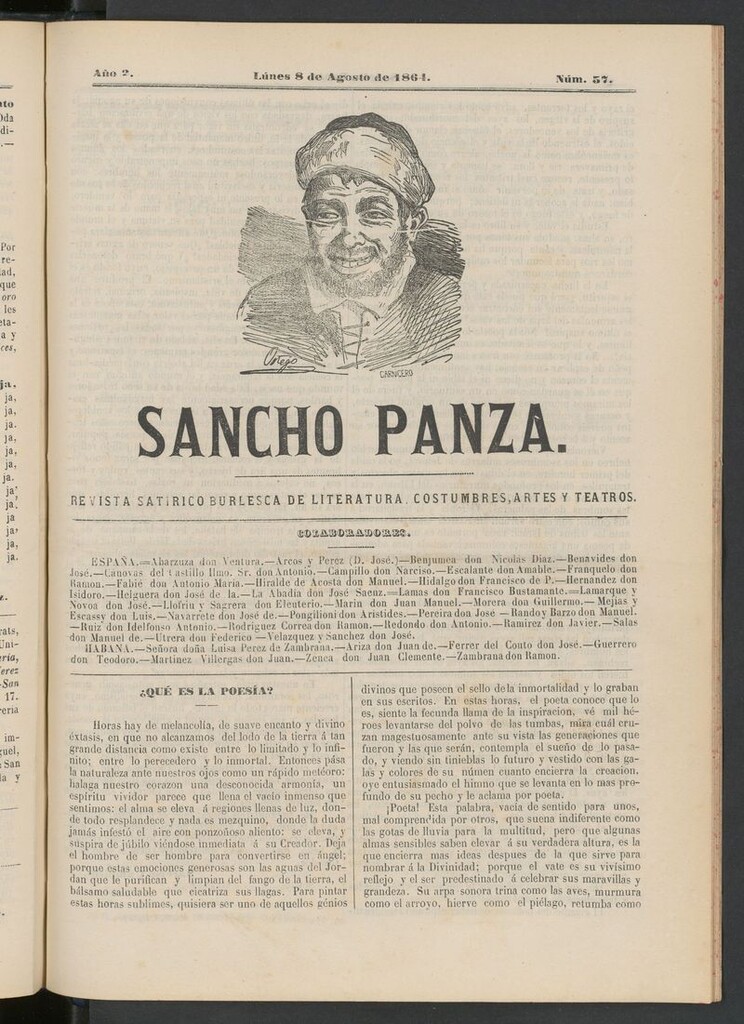 Año 2.
Lúnes 8 de Agosto de 1864.
Núm. 57.
Ortego
CARNICERO
SANCHO PANZA.
REVISTA SATIRICO BURLESCA DE LITERATURA, COSTUMBRES, ARTES Y TEATROS.
COLABORADORES.
ESPAÑA.=Abarzuza don Ventura.—Arcos y Perez (D. José.)—Benjumea don Nicolás Diaz.—Benavides don
José.—Cánovas del Castillo Ilmo. Sr. don Antonio.—Campillo don Narciso.—Escalante don Amable.—Franquelo don
Ramon.—Fabié don Antonio María.—Hiralde de Acosta don Manuel.—Hidalgo don Francisco de P.—Hernandez don
Isidoro.—Helguera don José de la.—La Abadia don José Saenz.=Lamas don Francisco Bustamante.=Lamarque y
Novoa don José.—Llofriu y Sagrera don Eleuterio.—Marin don Juan Manuel.—Morera don Guillermo.—Mejías y
Escassy don Luis.—Navarrete don José de.—Pongilioni don Arístides.—Pereira don José — Rando y Barzo don Manuel.
—Ruiz don Idelfonso Antonio.—Rodriguez Correa don Ramon.—Redondo don Antonio.—Ramirez don Javier.—Salas
don Manuel de.—Utrera don Federico —Velazquez y Sanchez don José.
HABANA.—Señora doña Luisa Perez de Zambrana.—Ariza don Juan de.—Ferrer del Couto don José.—Guerrero
don Teodoro.—Martinez Villergas don Juan.—Zenea don Juan Clemente.—Zambrana don Ramon.
¿QUÉ ES LA POESÍA?
Horas hay de melancolía, de suave encanto y divino
éxtasis, en que no alcanzamos del lodo de la tierra á tan
grande distancia como existe entre lo limitado y lo infi-
nito; entre lo perecedero y lo inmortal. Entonces pása
la naturaleza ante nuestros ojos como un rápido metéoro:
halaga nuestro corazon una desconocida armonía, un
espíritu vividor parece que llena el vacío inmenso que
sentimos: el alma se eleva á regiones llenas de luz, don-
de todo resplandece y nada es mezquino, donde la duda
jamás infestó el aire con ponzoñoso aliento: se eleva, y
suspira de júbilo viéndose inmediata á su Creador. Deja
el hombre de ser hombre para convertirse en ángel;
porque estas emociones generosas son las aguas del Jor-
dan que le purifican y limpian del fango de la tierra, el
bálsamo saludable que cicatriza sus llagas. Para pintar
estas horas sublimes, quisiera ser uno de aquellos génios
divinos que poseen el sello de la inmortalidad y lo graban
en sus escritos. En estas horas, el poeta conoce que lo
es, siente la fecunda llama de la inspiracion, vé mil hé-
roes levantarse del polvo de las tumbas, mira cuál cru-
zan magestuosamente ante su vista las generaciones que
fueron y las que serán, contempla el sueño de lo pasa-
do, y viendo sin tinieblas lo futuro y vestido con las ga-
las y colores de su númen cuanto encierra la creacion,
oye entusiasmado el himno que se levanta en lo mas pro-
fundo de su pecho y le aclama por poeta.
¡Poeta! Esta palabra, vacía de sentido para unos,
mal comprendida por otros, que suena indiferente como
las gotas de lluvia para la multitud, pero que algunas
almas sensibles saben elevar á su verdadera altura, es la
que encierra mas ideas despues de la que sirve para
nombrar á la Divinidad; porque el vate es su vivísimo
reflejo y el ser predestinado á celebrar sus maravillas y
grandeza. Su arpa sonora trina como las aves, murmura
como el arroyo, hierve como el piélago, retumba como